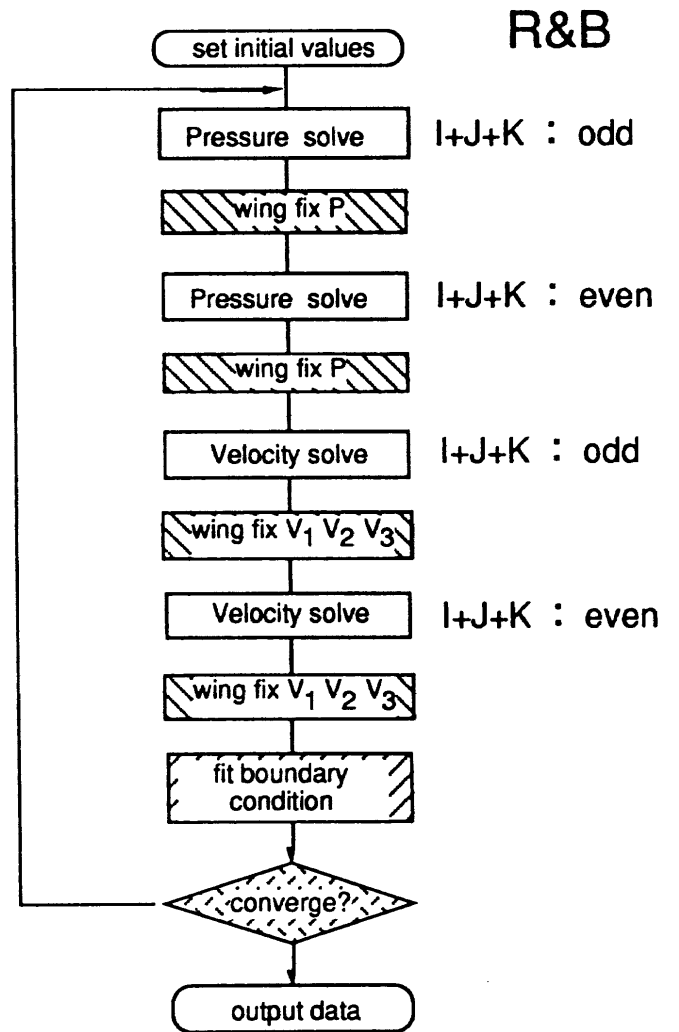 R&B
set initial values
Pressure solve I+J+K : odd
wing fix P
Pressure solve I+J+K : even
wing fix P
Velocity solve I+J+K : odd
wing fix V1 V2 V3
Velocity solve I+J+K : even
wing fix V1 V2 V3
fit boundary
condition
converge?
output data